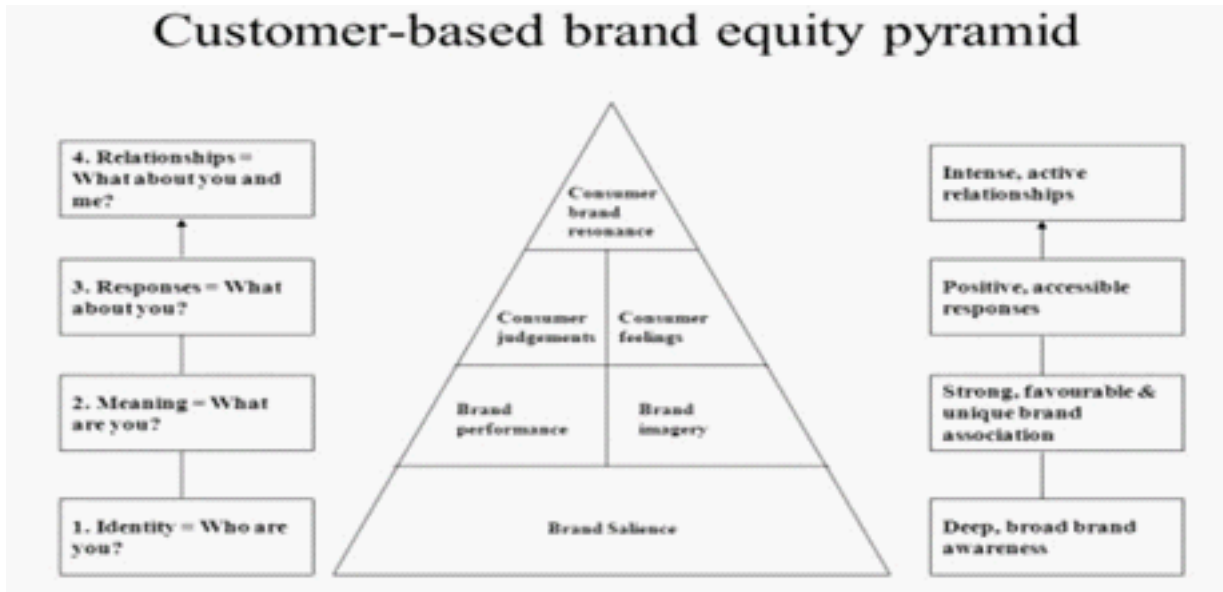 Customer-based brand equity pyramid
4. Relationships =
What about you and
me?
3. Responses = What
about you?
2. Meaning = What
are you?
1. Identity = Who are
you?
Consumer
brand
resonance
Consumer
judgements
Consumer
feelings
Brand
performance
Brand
imagery
Brand Salience
Intense, active
relationships
Positive, accessible
responses
Strong, favourable &
unique brand
association
Deep, broad brand
awareness